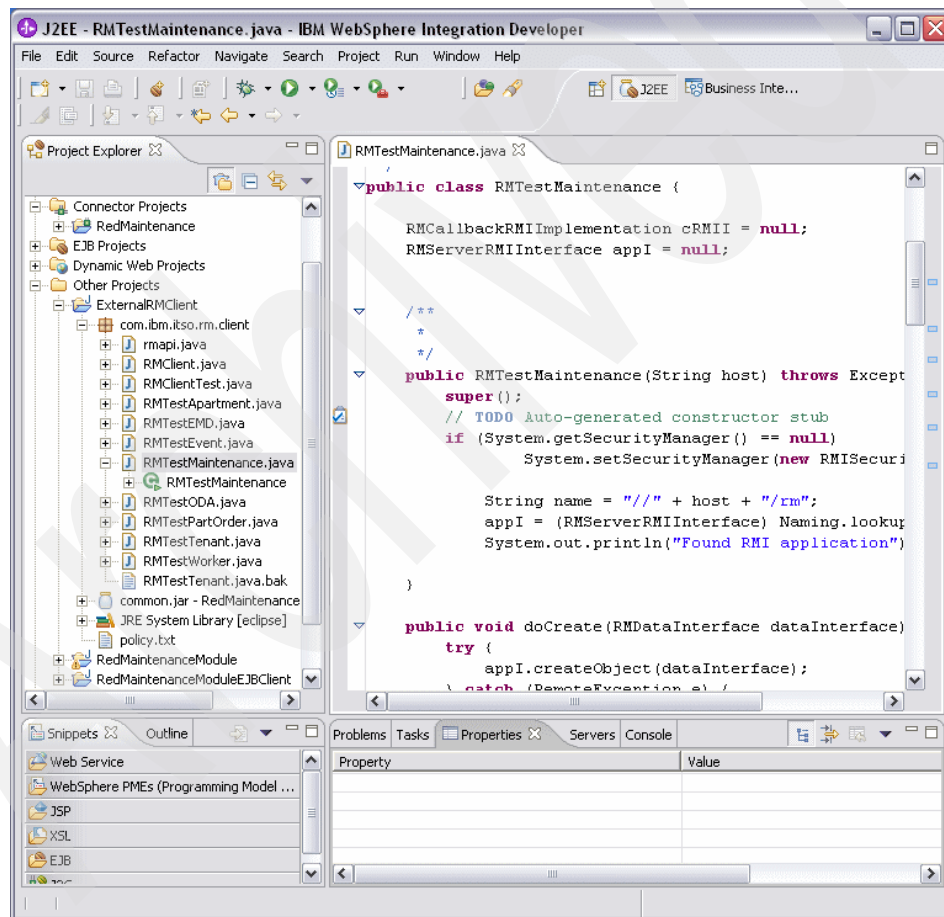 J2EE - RMTestMaintenance.java - IBM WebSphere Integration Developer
File Edit Source Refactor Navigate Search Project Run Window Help
J2EE Business Inte...
Project Explorer
Connector Projects
RedMaintenance
EJB Projects
Dynamic Web Projects
Other Projects
ExternalRMClient
com.ibm.itso.rm.client
rmapi.java
RMClient.java
RMClientTest.java
RMTestApartment.java
RMTestEMD.java
RMTestEvent.java
RMTestMaintenance.java
RMTestMaintenance
RMTestODA.java
RMTestPartOrder.java
RMTestTenant.java
RMTestWorker.java
RMTestTenant.java.bak
common.jar - RedMaintenance
JRE System Library [eclipse]
policy.txt
RedMaintenanceModule
RedMaintenanceModuleEJBClient
RMTestMaintenance.java
*/
public class RMTestMaintenance {
RMCallbackRMIImplementation cRMII = null;
RMServerRMIInterface appI = null;
/**
*
*/
public RMTestMaintenance(String host) throws Except
super();
// TODO Auto-generated constructor stub
if (System.getSecurityManager() == null)
System.setSecurityManager(new RMISecuri
String name = "//" + host + "/rm";
appI = (RMServerRMIInterface) Naming.lookup
System.out.println("Found RMI application")
}
public void doCreate(RMDataInterface dataInterface)
try {
appI.createObject(dataInterface);
} catch (RemoteException e) {
Snippets Outline
Web Service
WebSphere PMEs (Programming Model ...
JSP
XSL
EJB
J2C
Problems Tasks Properties Servers Console
Property Value